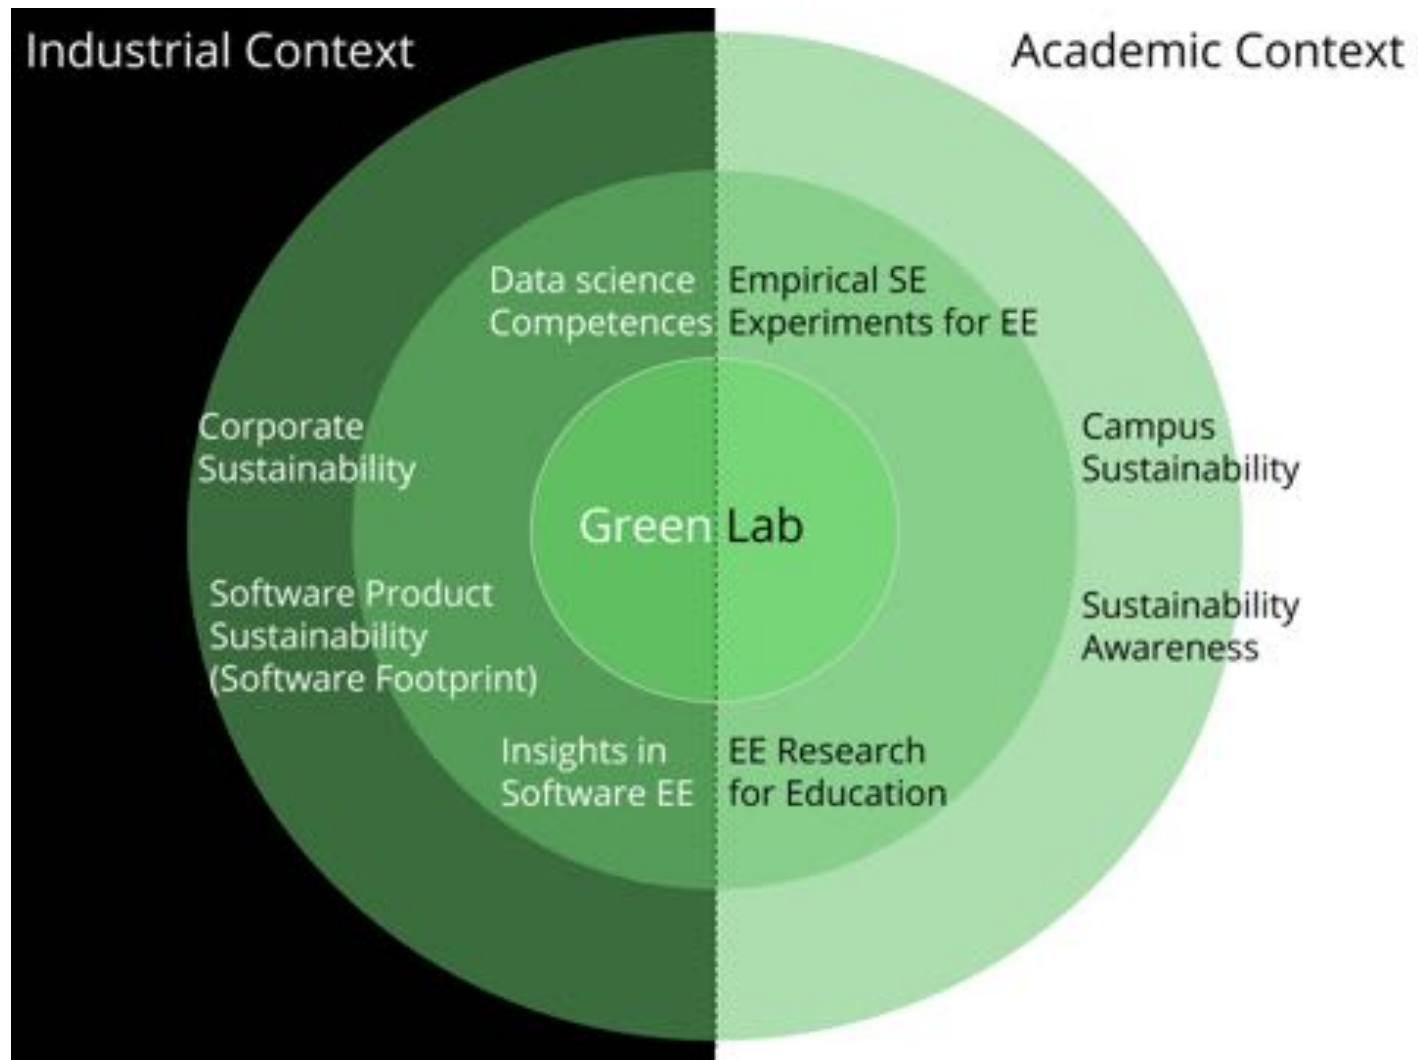 Industrial Context
Academic Context
Data science
Competences
Empirical SE
Experiments for EE
Corporate
Sustainability
Campus
Sustainability
Green Lab
Software Product
Sustainability
(Software Footprint)
Sustainability
Awareness
Insights in
Software EE
EE Research
for Education